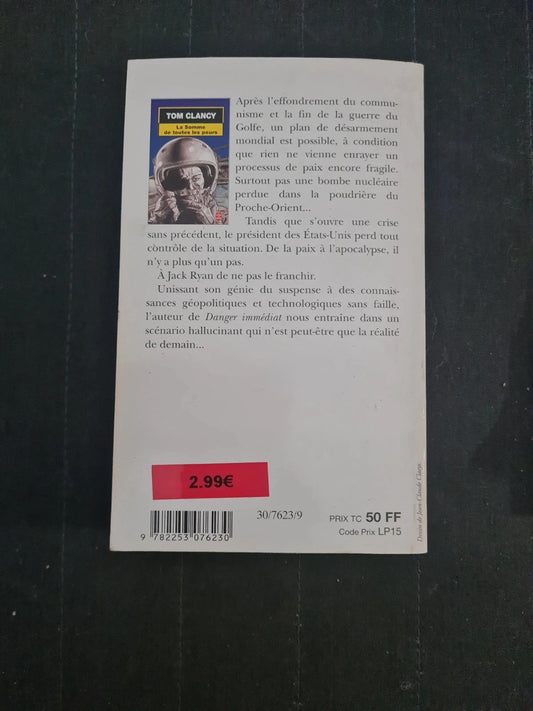 TOM CLANCY
La Somme
de toutes les peurs
Après l'effondrement du commu-
nisme et la fin de la guerre du
Golfe, un plan de désarmement
mondial est possible, à condition
que rien ne vienne enrayer un
processus de paix encore fragile.
Surtout pas une bombe nucléaire
perdue dans la poudrière du
Proche-Orient...
Tandis que s'ouvre une crise
sans précédent, le président des États-Unis perd tout
contrôle de la situation. De la paix à l'apocalypse, il
n'y a plus qu'un pas.
À Jack Ryan de ne pas le franchir.
Unissant son génie du suspense à des connais-
sances géopolitiques et technologiques sans faille,
l'auteur de Danger immédiat nous entraîne dans un
scénario hallucinant qui n'est peut-être que la réalité
de demain...
2.99€
30/7623/9
PRIX TC 50 FF
Code Prix LP15
9 782253 076230
Dessin de Jean-Claude Claeys